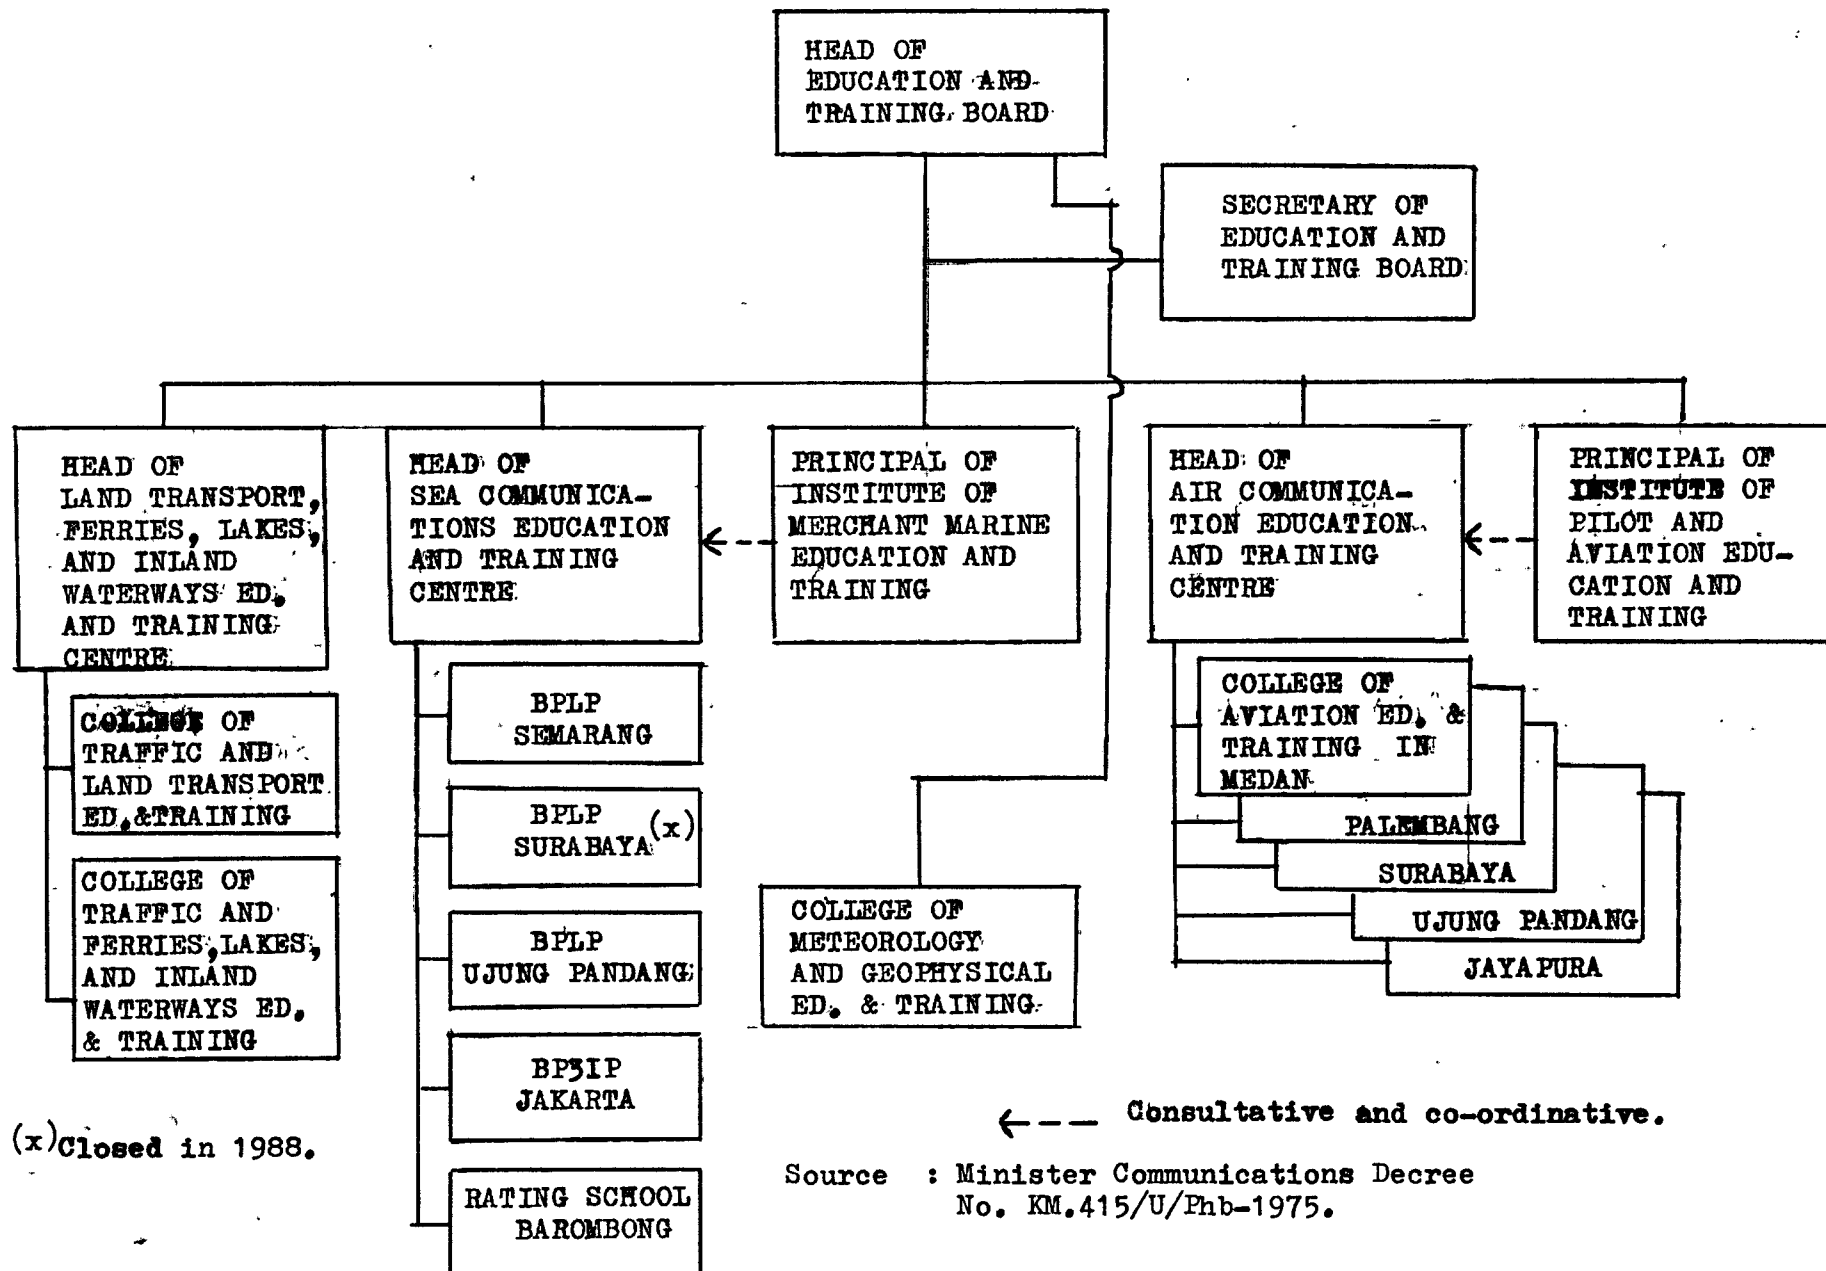 HEAD OF
EDUCATION AND
TRAINING BOARD
SECRETARY OF
EDUCATION AND
TRAINING BOARD
HEAD OF
LAND TRANSPORT,
FERRIES, LAKES,
AND INLAND
WATERWAYS ED.
AND TRAINING
CENTRE
HEAD OF
SEA COMMUNICA-
TIONS EDUCATION
AND TRAINING
CENTRE
PRINCIPAL OF
INSTITUTE OF
MERCHANT MARINE
EDUCATION AND
TRAINING
HEAD OF
AIR COMMUNICA-
TION EDUCATION
AND TRAINING
CENTRE
PRINCIPAL OF
INSTITUTE OF
PILOT AND
AVIATION EDU-
CATION AND
TRAINING
COLLEGE OF
TRAFFIC AND
LAND TRANSPORT
ED.&TRAINING
COLLEGE OF
TRAFFIC AND
FERRIES,LAKES,
AND INLAND
WATERWAYS ED.
& TRAINING
BPLP
SEMARANG
BPLP
SURABAYA (x)
BPLP
UJUNG PANDANG
BP3IP
JAKARTA
RATING SCHOOL
BAROMBONG
COLLEGE OF
METEOROLOGY
AND GEOPHYSICAL
ED. & TRAINING
COLLEGE OF
AVIATION ED. &
TRAINING IN
MEDAN
PALEMBANG
SURABAYA
UJUNG PANDANG
JAYAPURA
(x) Closed in 1988.
Consultative and co-ordinative.
Source : Minister Communications Decree
No. KM.415/U/Phb-1975.